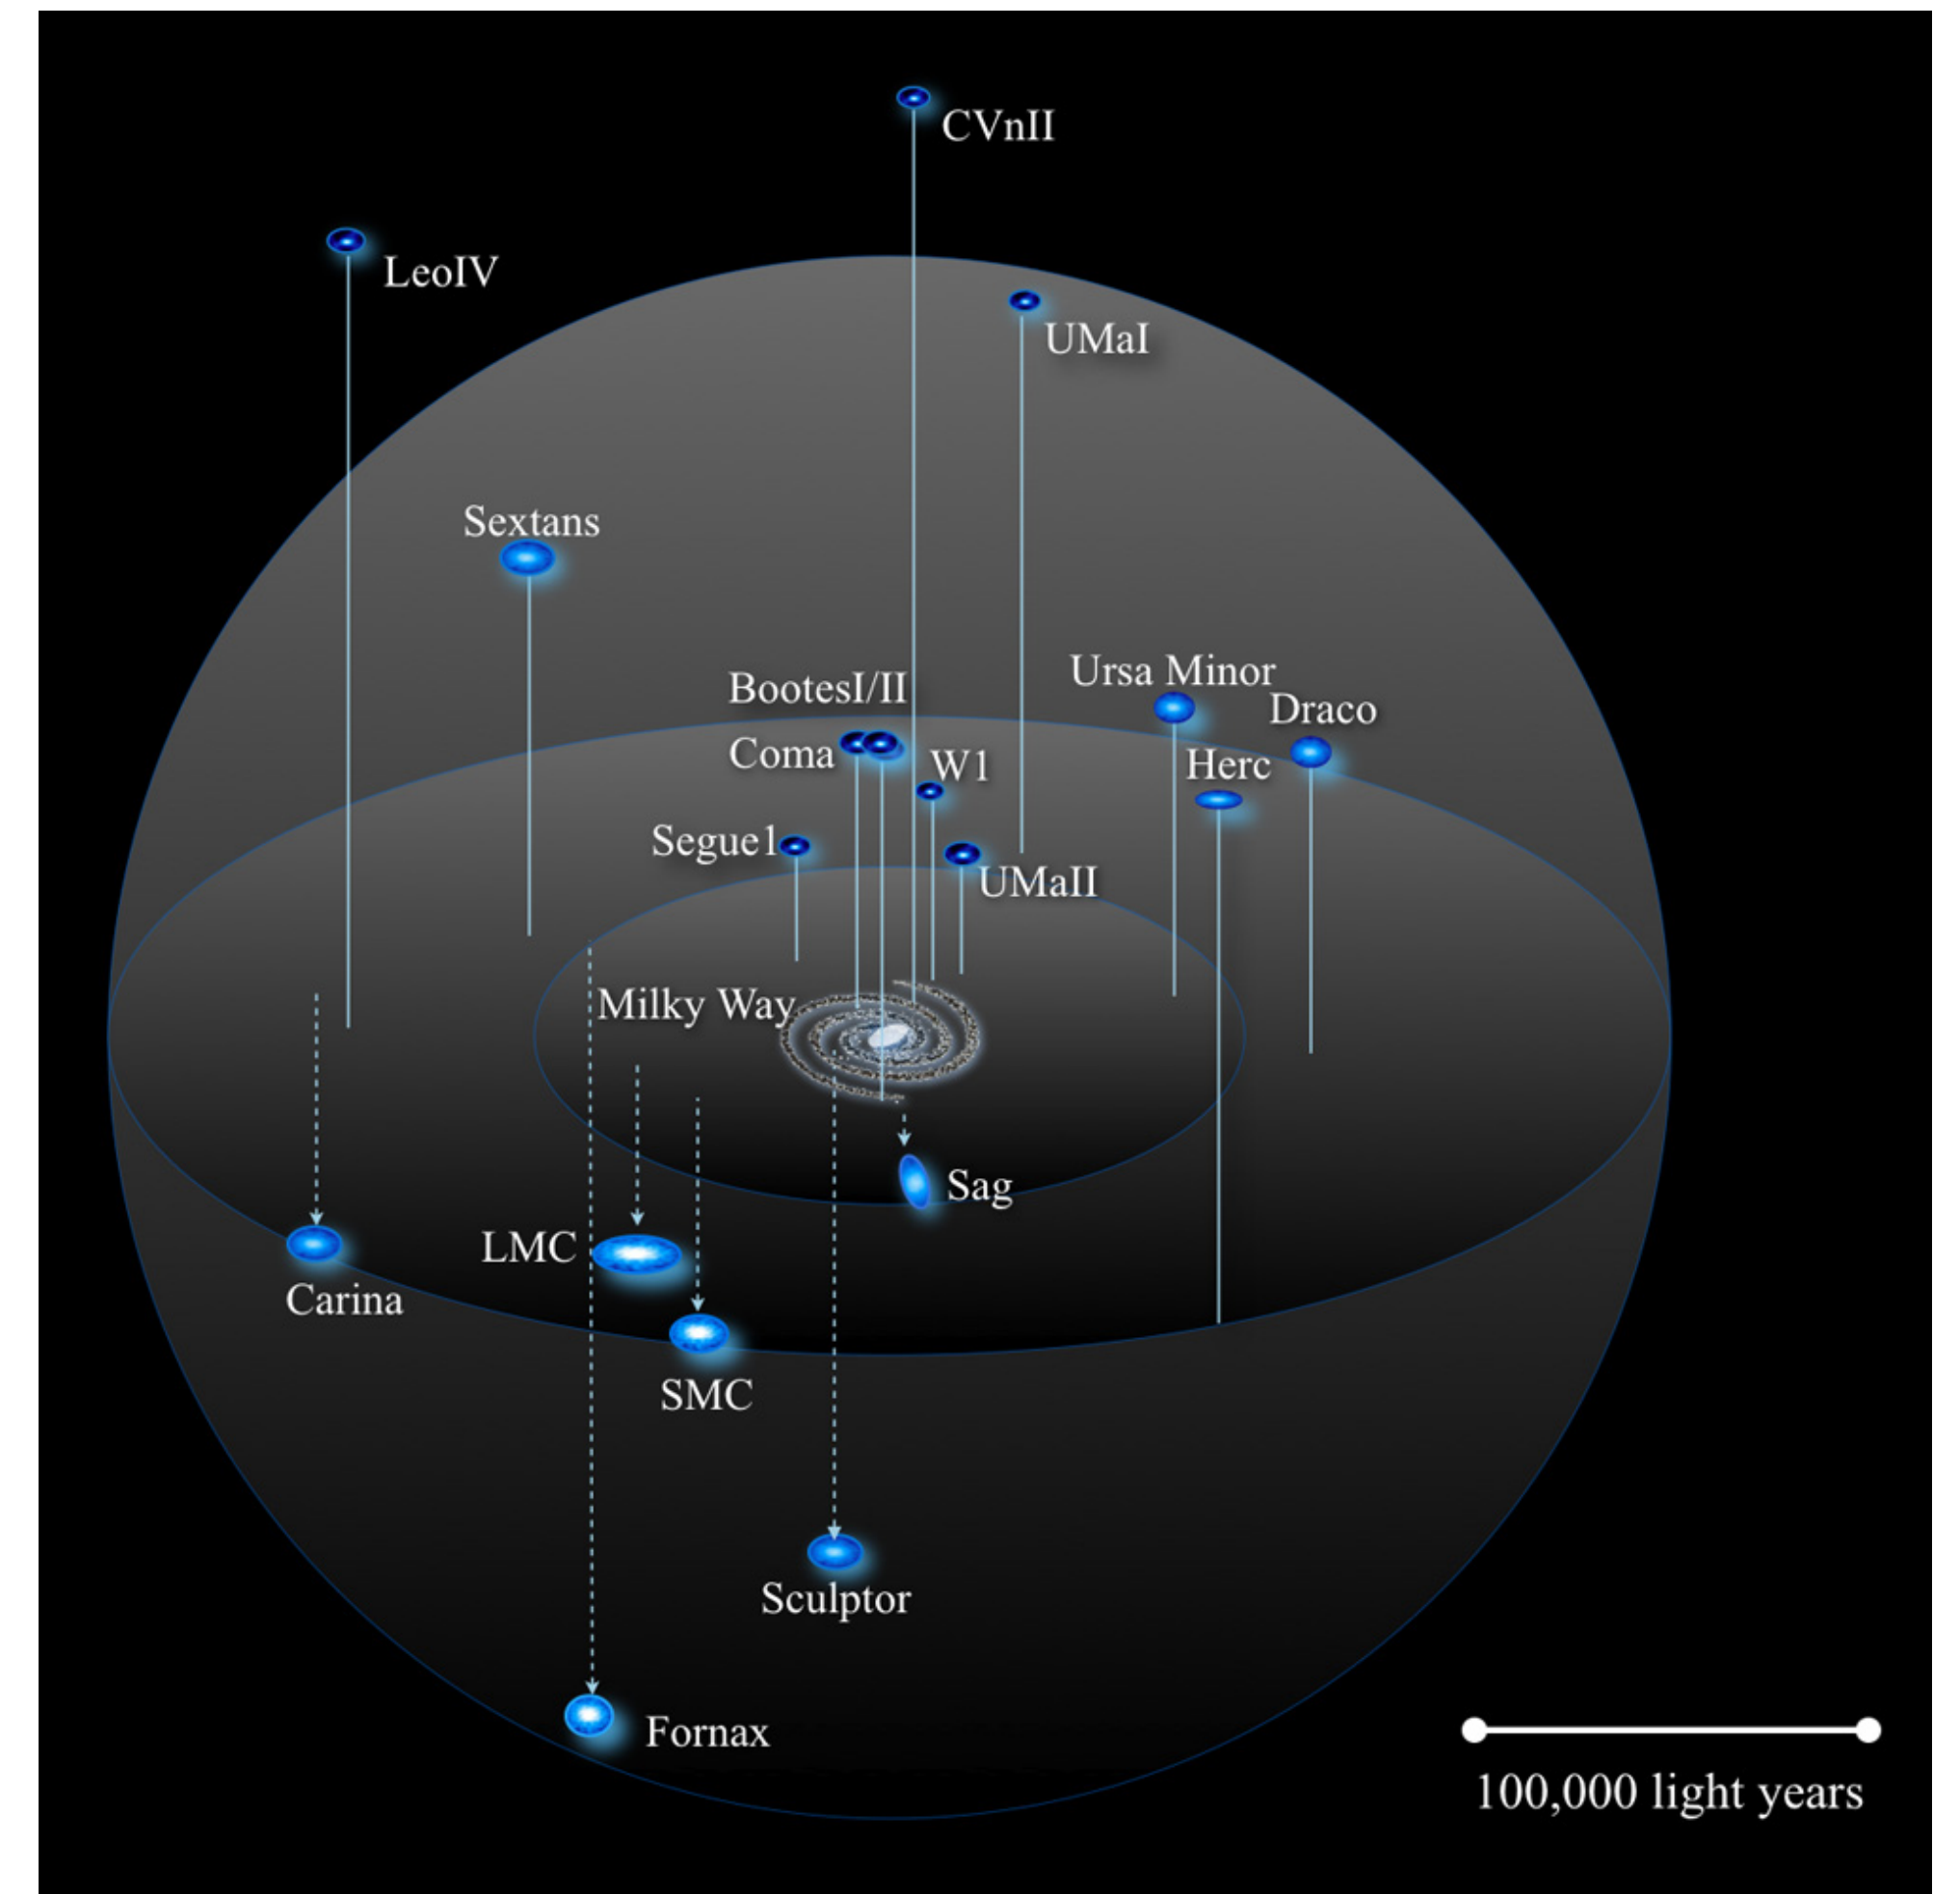 CVnII
LeoIV
UMaI
Sextans
Ursa Minor
BootesI/II
Draco
Coma
W1
Herc
Segue1
UMaII
Milky Way
Sag
LMC
Carina
SMC
Sculptor
Fornax
100,000 light years